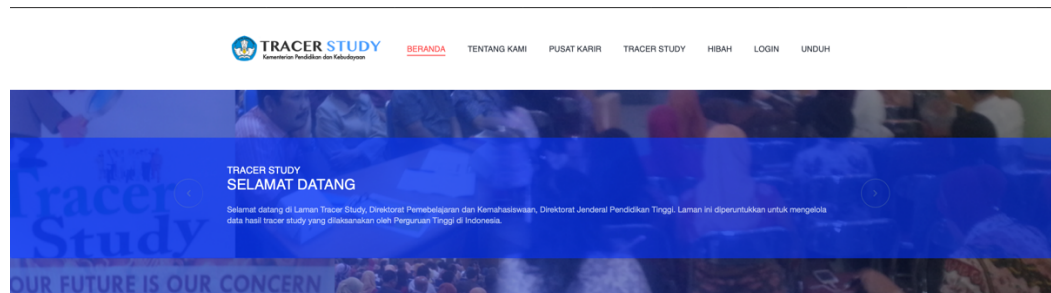 TRACER STUDY
Kementerian Pendidikan dan Kebudayaan
BERANDA TENTANG KAMI PUSAT KARIR TRACER STUDY HIBAH LOGIN UNDUH
TRACER STUDY
SELAMAT DATANG
Selamat datang di Laman Tracer Study, Direktorat Pemebelajaran dan Kemahasiswaan, Direktorat Jenderal Pendidikan Tinggi. Laman ini diperuntukkan untuk mengelola
data hasil tracer study yang dilaksanakan oleh Perguruan Tinggi di Indonesia.
Tracer
Study
OUR FUTURE IS OUR CONCERN